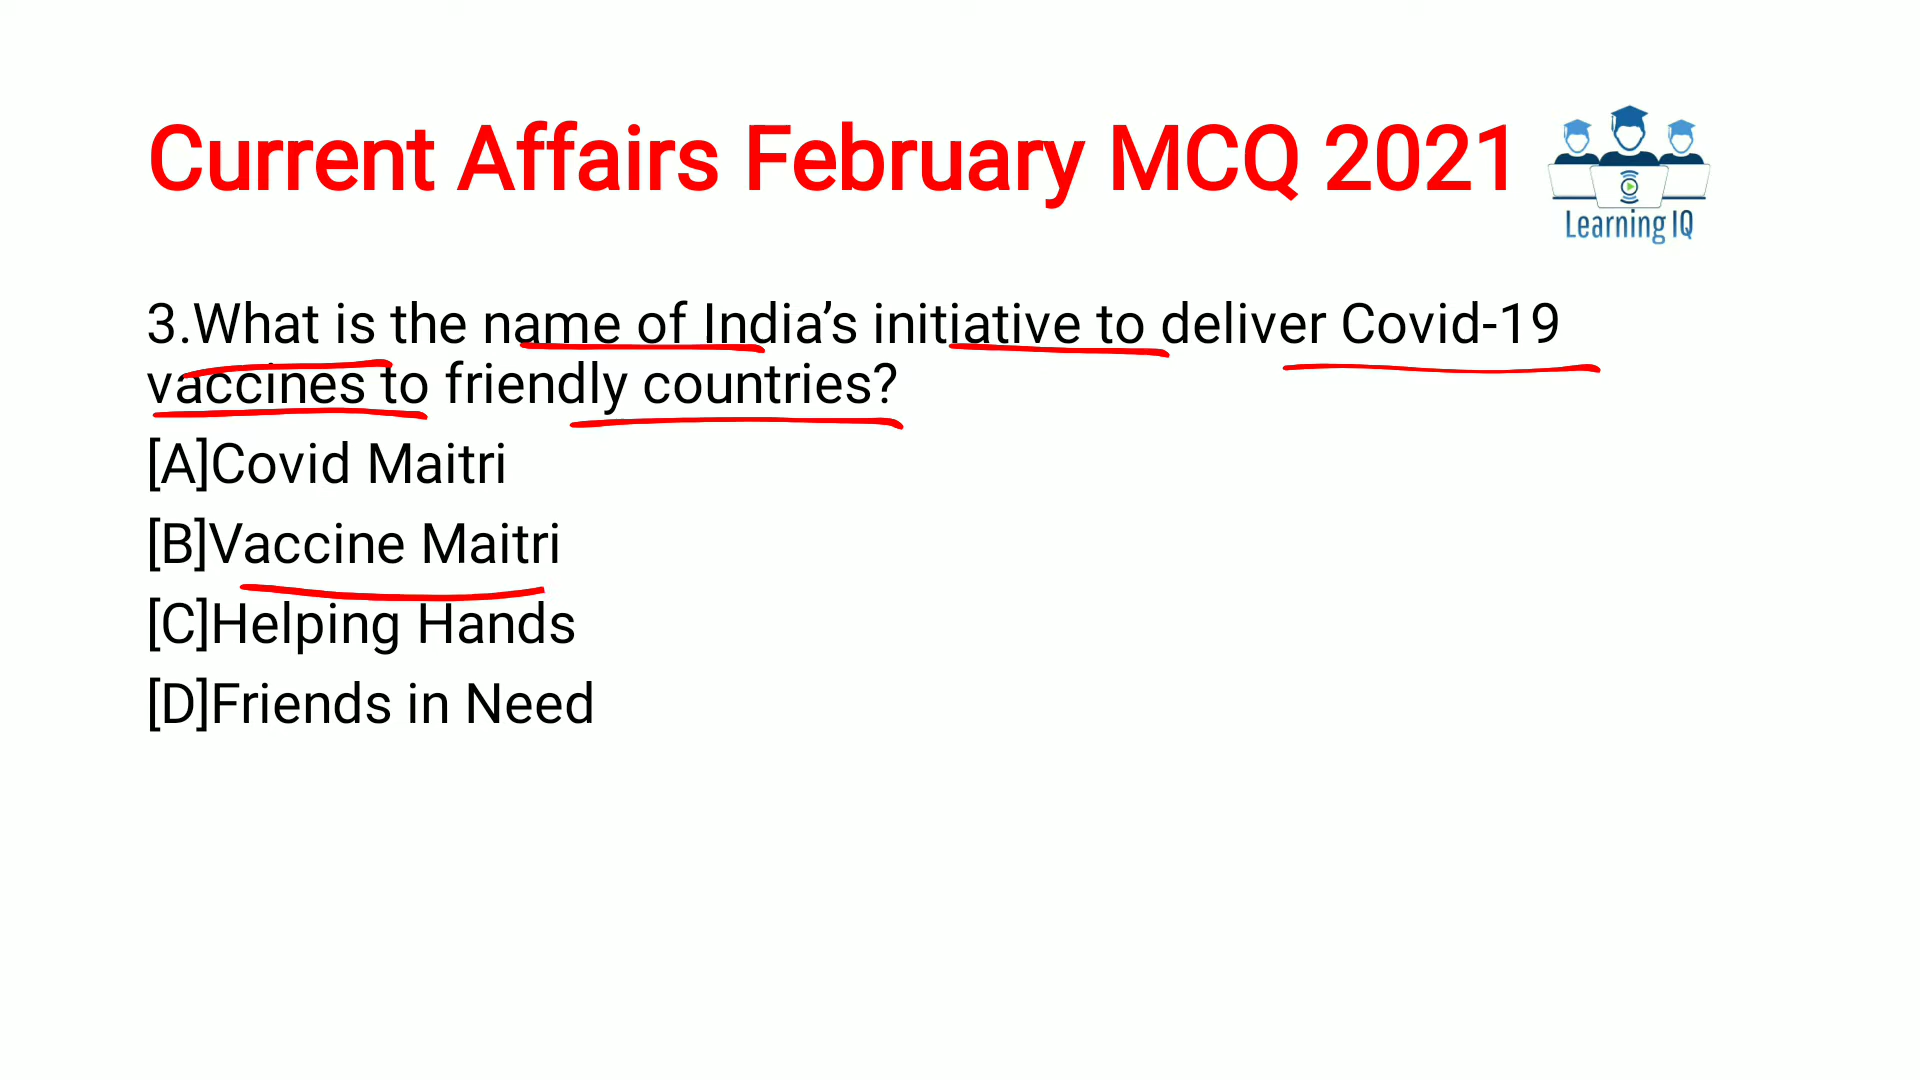 Current Affairs February MCQ 2021
Learning IQ
3.What is the name of India’s initiative to deliver Covid-19
vaccines to friendly countries?
[A]Covid Maitri
[B]Vaccine Maitri
[C]Helping Hands
[D]Friends in Need